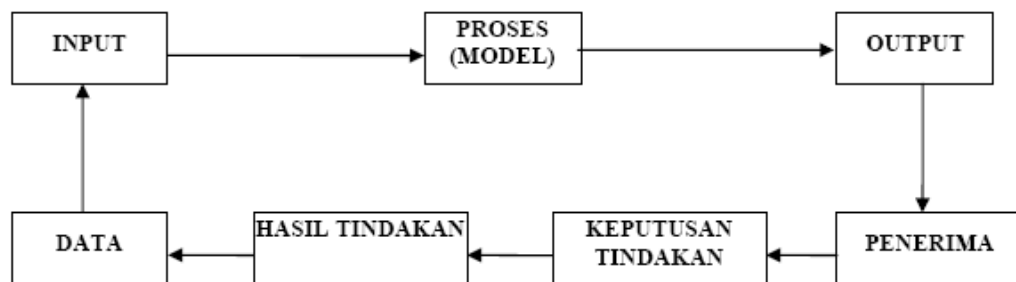 INPUT
PROSES
(MODEL)
OUTPUT
DATA
HASIL TINDAKAN
KEPUTUSAN
TINDAKAN
PENERIMA